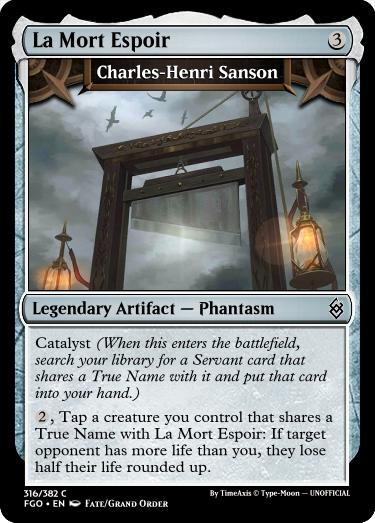 La Mort Espoir 3
Charles-Henri Sanson
Legendary Artifact — Phantasm
Catalyst (When this enters the battlefield,
search your library for a Servant card that
shares a True Name with it and put that card
into your hand.)
2 , Tap a creature you control that shares a
True Name with La Mort Espoir: If target
opponent has more life than you, they lose
half their life rounded up.
316/382 C
FGO • EN Fate/Grand Order
By TimeAxis © Type-Moon — UNOFFICIAL